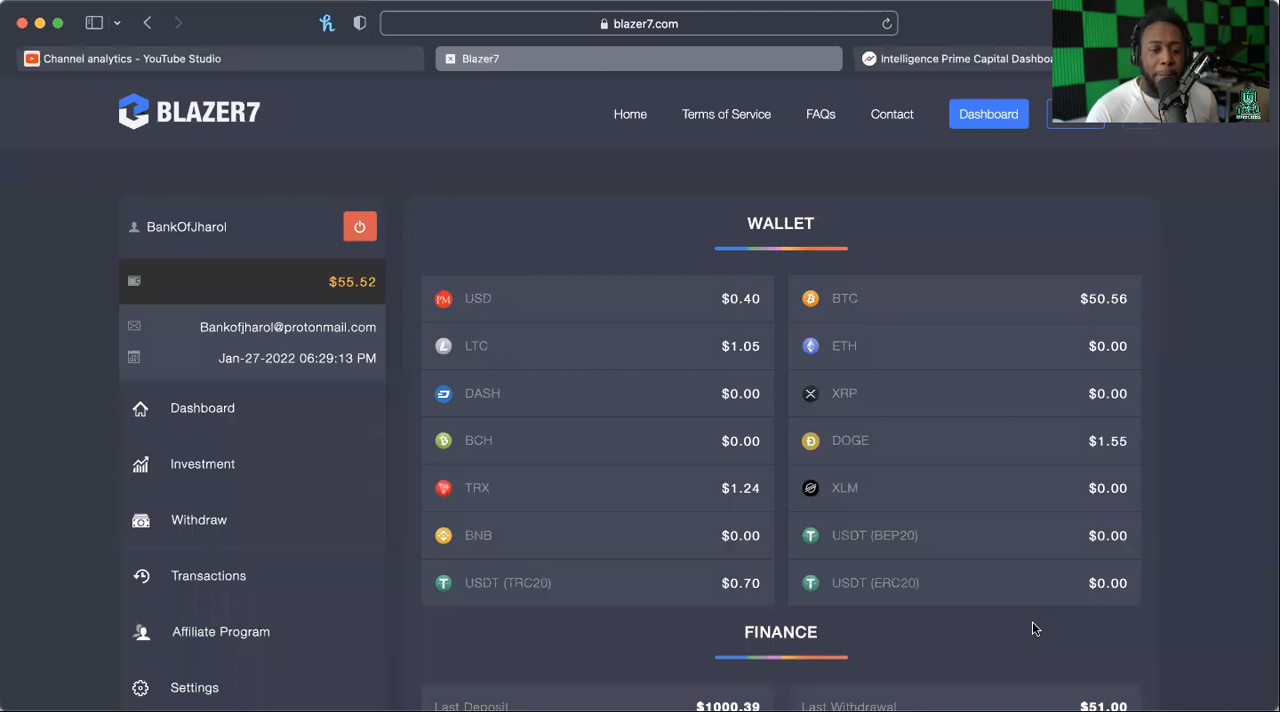 blazer7.com
Channel analytics - YouTube Studio
Blazer7
Intelligence Prime Capital Dashboa
BLAZER7
Home
Terms of Service
FAQs
Contact
Dashboard
BankOfJharol
$55.52
Bankofjharol@protonmail.com
Jan-27-2022 06:29:13 PM
Dashboard
Investment
Withdraw
Transactions
Affiliate Program
Settings
WALLET
PM USD $0.40
BTC $50.56
LTC $1.05
ETH $0.00
DASH $0.00
XRP $0.00
BCH $0.00
DOGE $1.55
TRX $1.24
XLM $0.00
BNB $0.00
USDT (BEP20) $0.00
USDT (TRC20) $0.70
USDT (ERC20) $0.00
FINANCE
Last Deposit $1000.39
Last Withdrawal $51.00